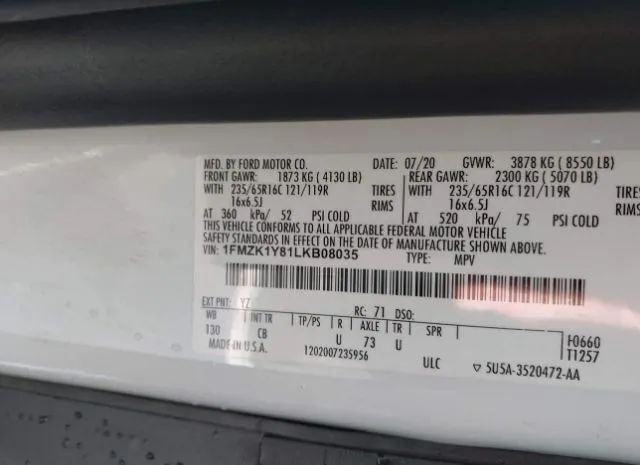 MFD. BY FORD MOTOR CO. DATE: 07/20 GVWR: 3878 KG ( 8550 LB)
FRONT GAWR: 1873 KG ( 4130 LB) REAR GAWR: 2300 KG ( 5070 LB)
WITH 235/65R16C 121/119R TIRES WITH 235/65R16C 121/119R TIRES
16x6.5J RIMS 16x6.5J RIMS
AT 360 kPa/ 52 PSI COLD AT 520 kPa/ 75 PSI COLD
THIS VEHICLE CONFORMS TO ALL APPLICABLE FEDERAL MOTOR VEHICLE
SAFETY STANDARDS IN EFFECT ON THE DATE OF MANUFACTURE SHOWN ABOVE.
VIN: 1FMZK1Y81LKB08035 TYPE: MPV
EXT PNT: YZ RC: 71 DSO:
WB INT TR TP/PS R AXLE TR SPR
130 CB U 73 U F0660
MADE IN U.S.A. 1202007235956 ULC T1257
5U5A-3520472-AA